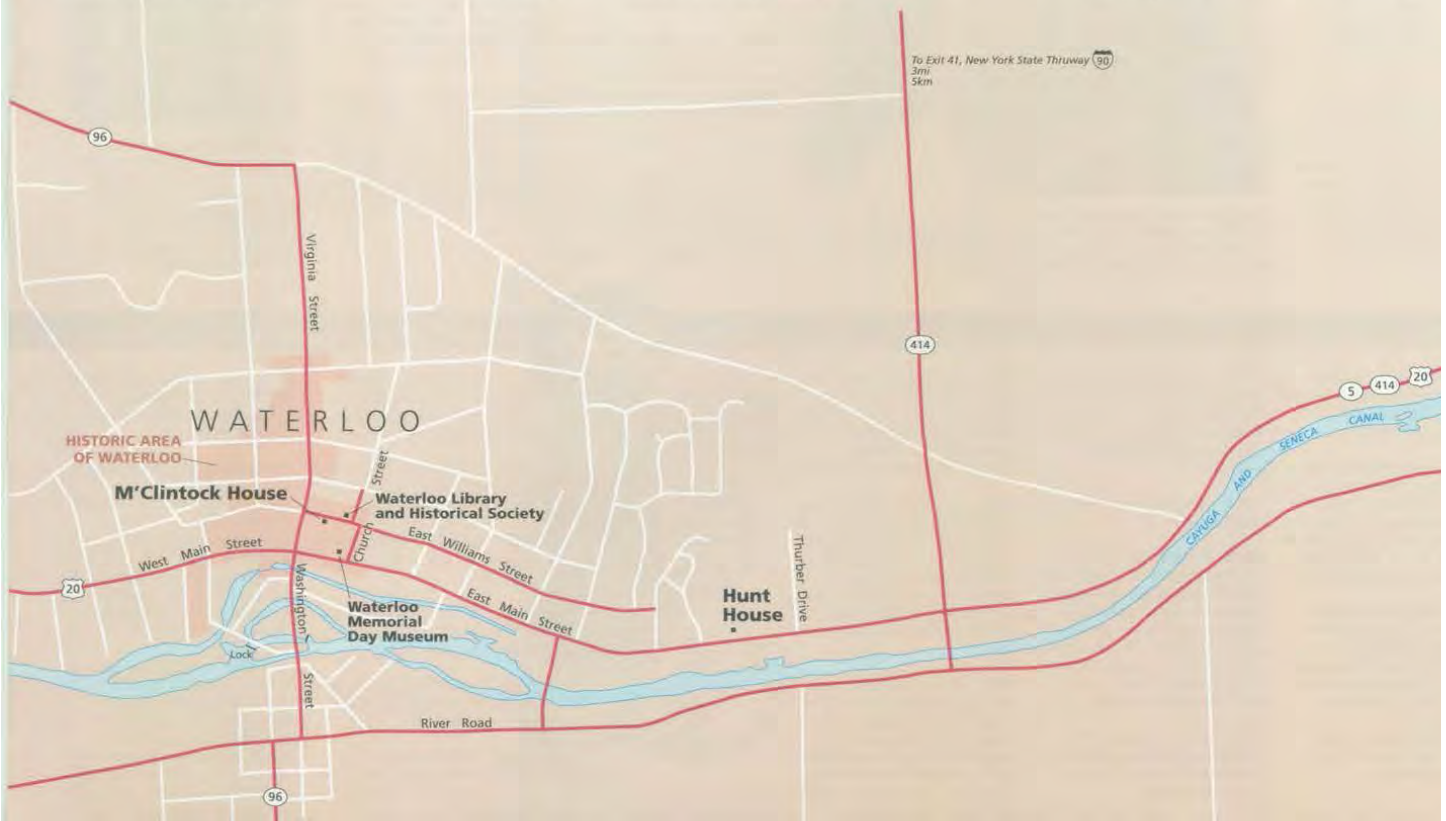 To Exit 41, New York State Thruway 90
3mi
5km
96
Virginia Street
414
5
414
20
CAYUGA AND SENECA CANAL
WATERLOO
HISTORIC AREA
OF WATERLOO
M'Clintock House
Church Street
Waterloo Library
and Historical Society
East Williams Street
West Main Street
20
Washington Street
Waterloo
Memorial
Day Museum
East Main Street
Hunt
House
Thurber Drive
Lock
River Road
96